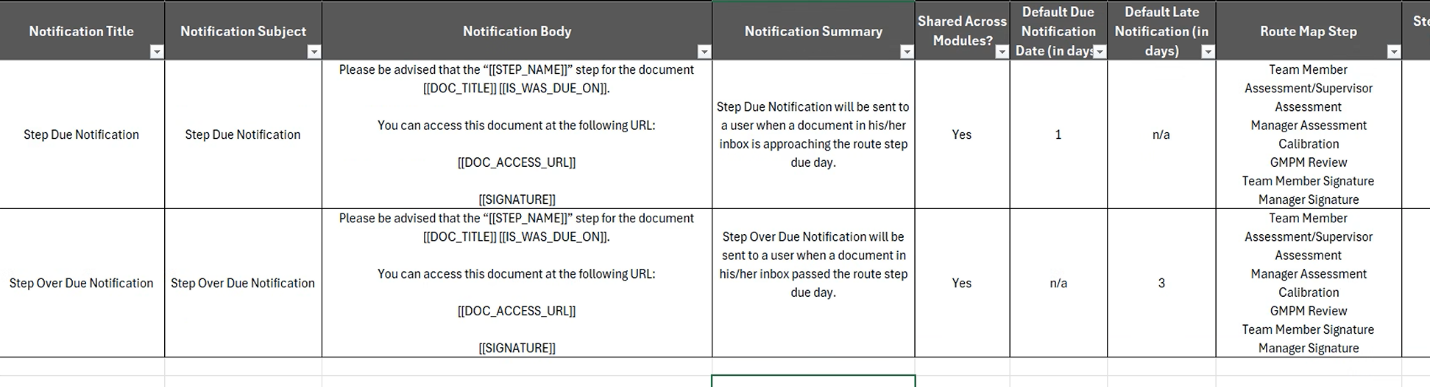 Notification Title
Notification Subject
Notification Body
Notification Summary
Shared Across
Modules?
Default Due
Notification
Date (in days
Default Late
Notification (in
days)
Route Map Step
Ste
Step Due Notification
Step Due Notification
Please be advised that the “[[STEP_NAME]]” step for the document
[[DOC_TITLE]] [[IS_WAS_DUE_ON]].
You can access this document at the following URL:
[[DOC_ACCESS_URL]]
[[SIGNATURE]]
Step Due Notification will be sent to
a user when a document in his/her
inbox is approaching the route step
due day.
Yes
1
n/a
Team Member
Assessment/Supervisor
Assessment
Manager Assessment
Calibration
GMPM Review
Team Member Signature
Manager Signature
Step Over Due Notification
Step Over Due Notification
Please be advised that the “[[STEP_NAME]]” step for the document
[[DOC_TITLE]] [[IS_WAS_DUE_ON]].
You can access this document at the following URL:
[[DOC_ACCESS_URL]]
[[SIGNATURE]]
Step Over Due Notification will be
sent to a user when a document in
his/her inbox passed the route step
due day.
Yes
n/a
3
Team Member
Assessment/Supervisor
Assessment
Manager Assessment
Calibration
GMPM Review
Team Member Signature
Manager Signature